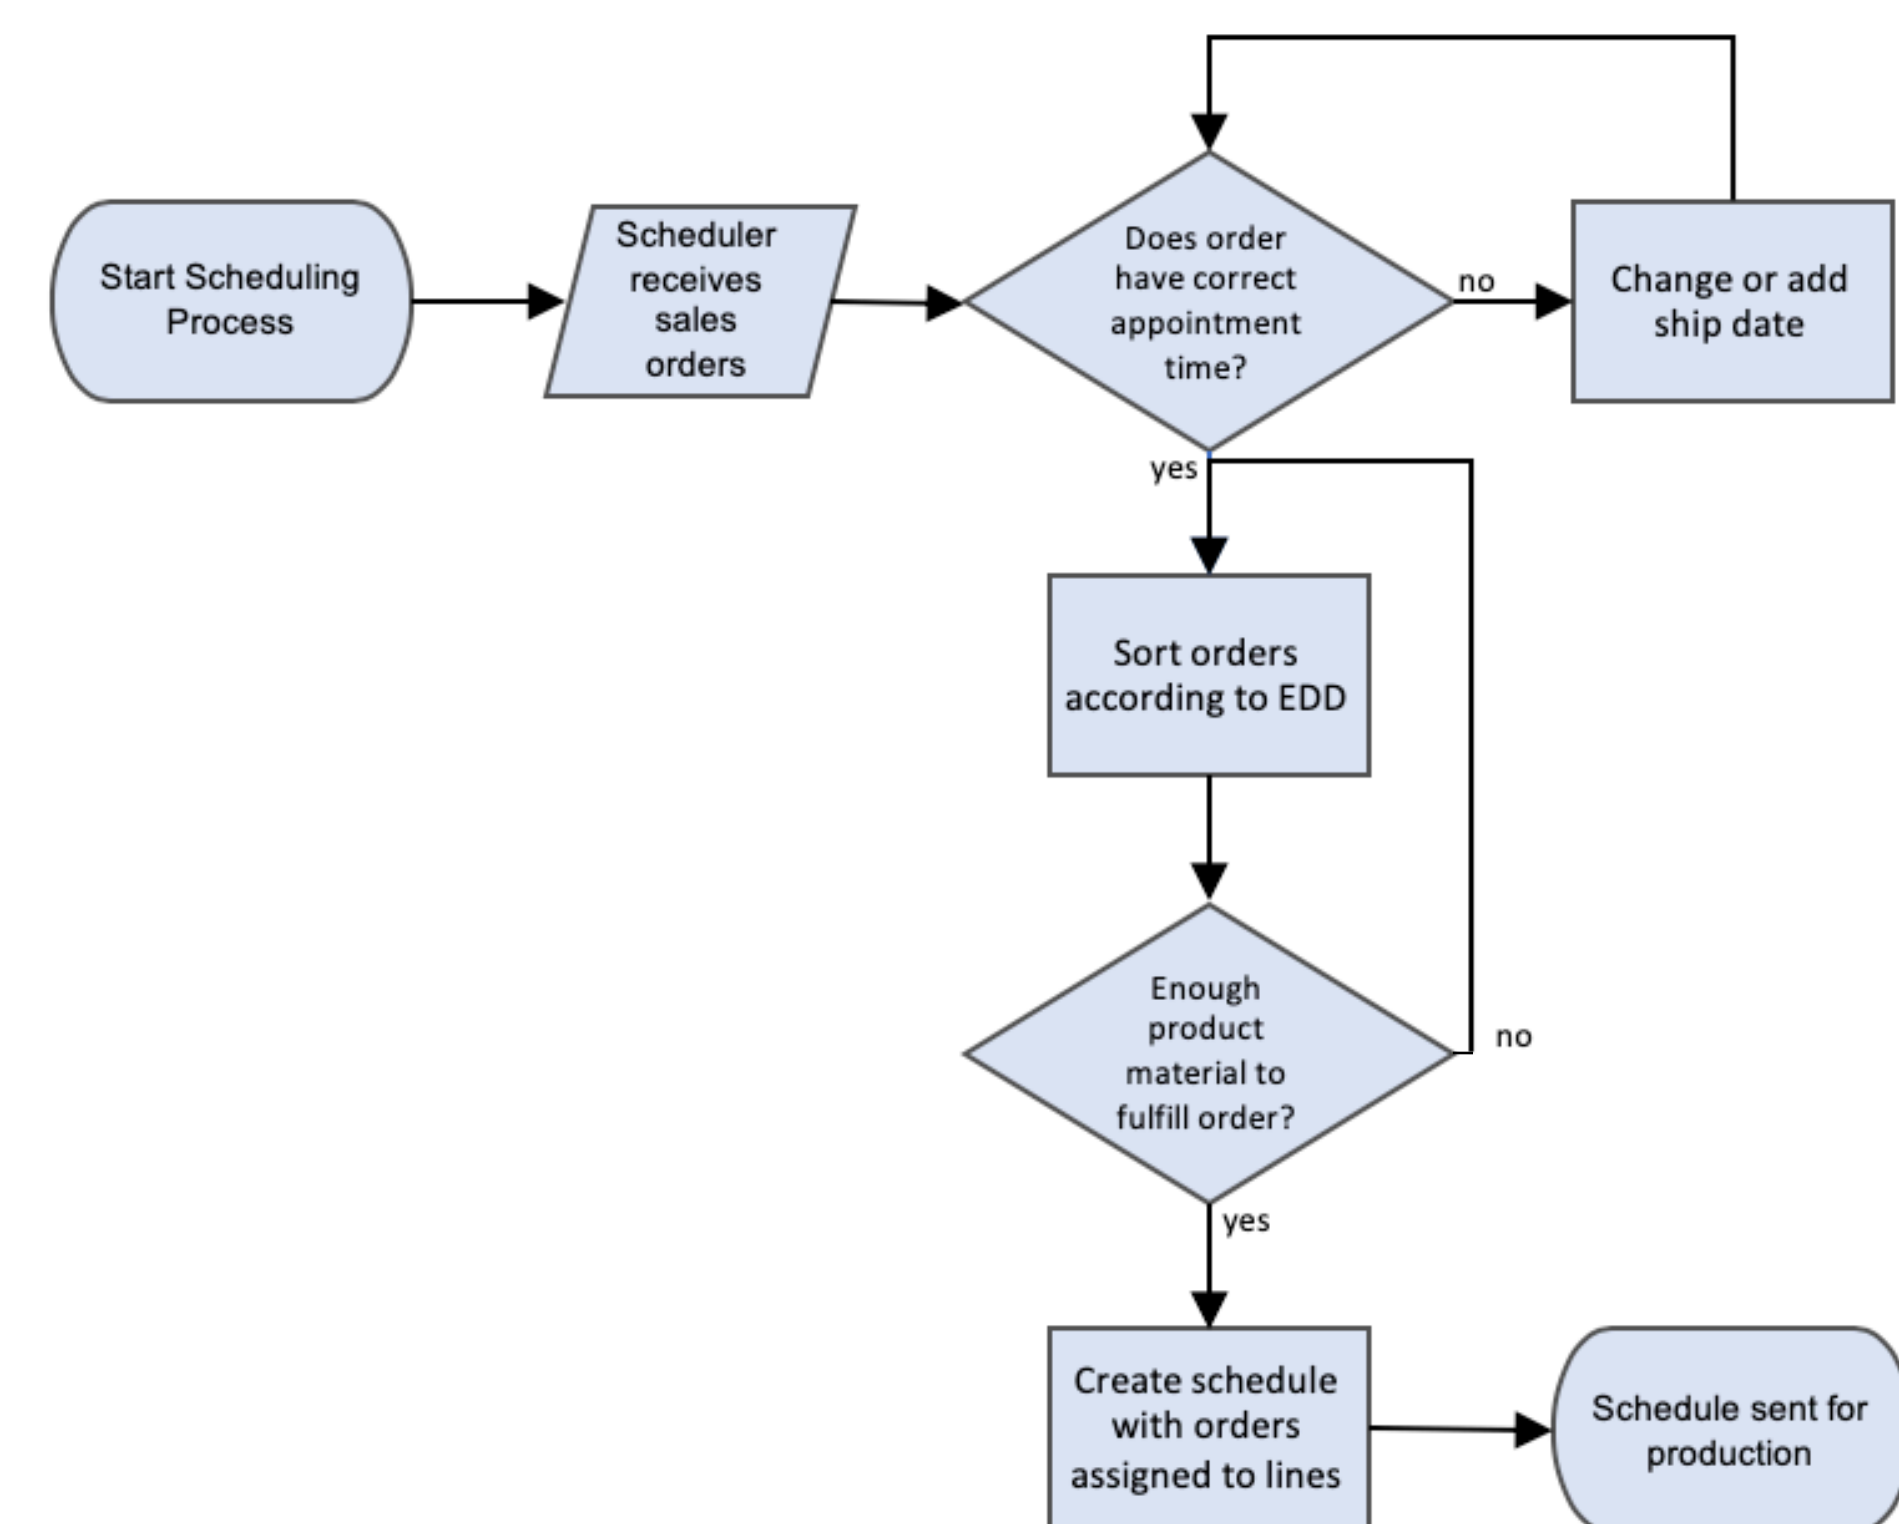 Start Scheduling
Process
Scheduler
receives
sales
orders
Does order
have correct
appointment
time?
no
Change or add
ship date
yes
Sort orders
according to EDD
Enough
product
material to
fulfill order?
no
yes
Create schedule
with orders
assigned to lines
Schedule sent for
production